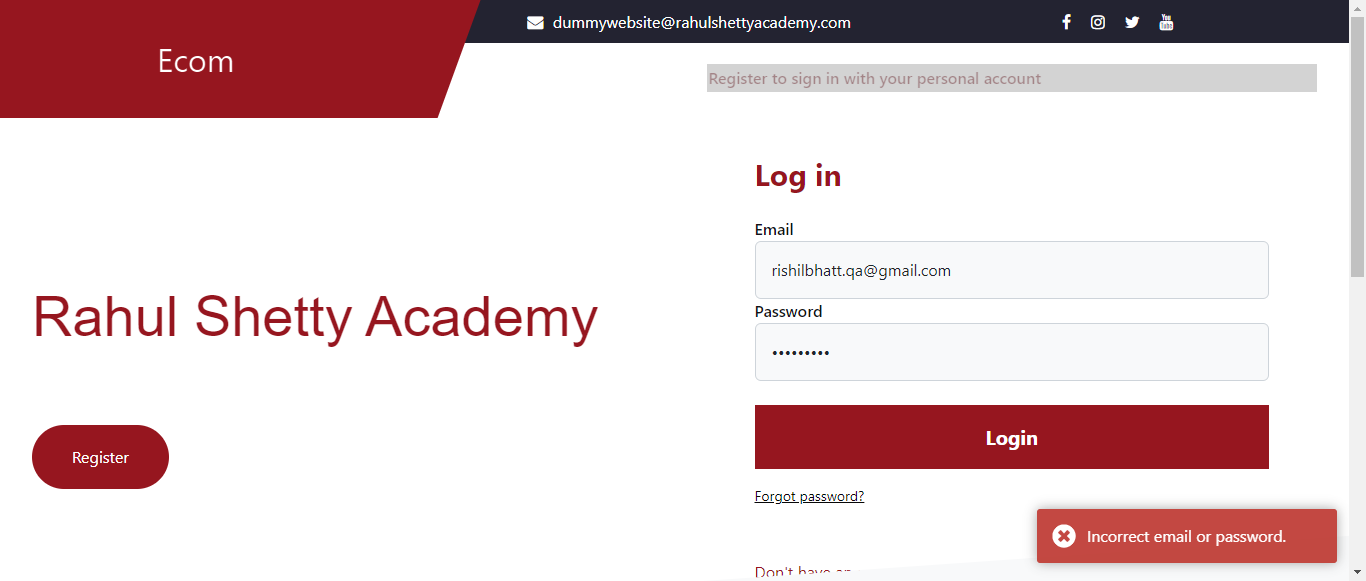 Ecom
dummywebsite@rahulshettyacademy.com
Register to sign in with your personal account
Rahul Shetty Academy
Register
Log in
Email
rishilbhatt.qa@gmail.com
Password
•••••••••
Login
Forgot password?
Incorrect email or password.
Don't have an